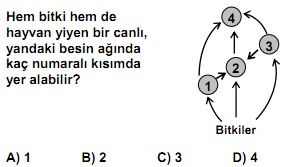 Hem bitki hem de
hayvan yiyen bir canlı,
yandaki besin ağında
kaç numaralı kısımda
yer alabilir?
4
3
2
1
Bitkiler
A) 1 B) 2 C) 3 D) 4